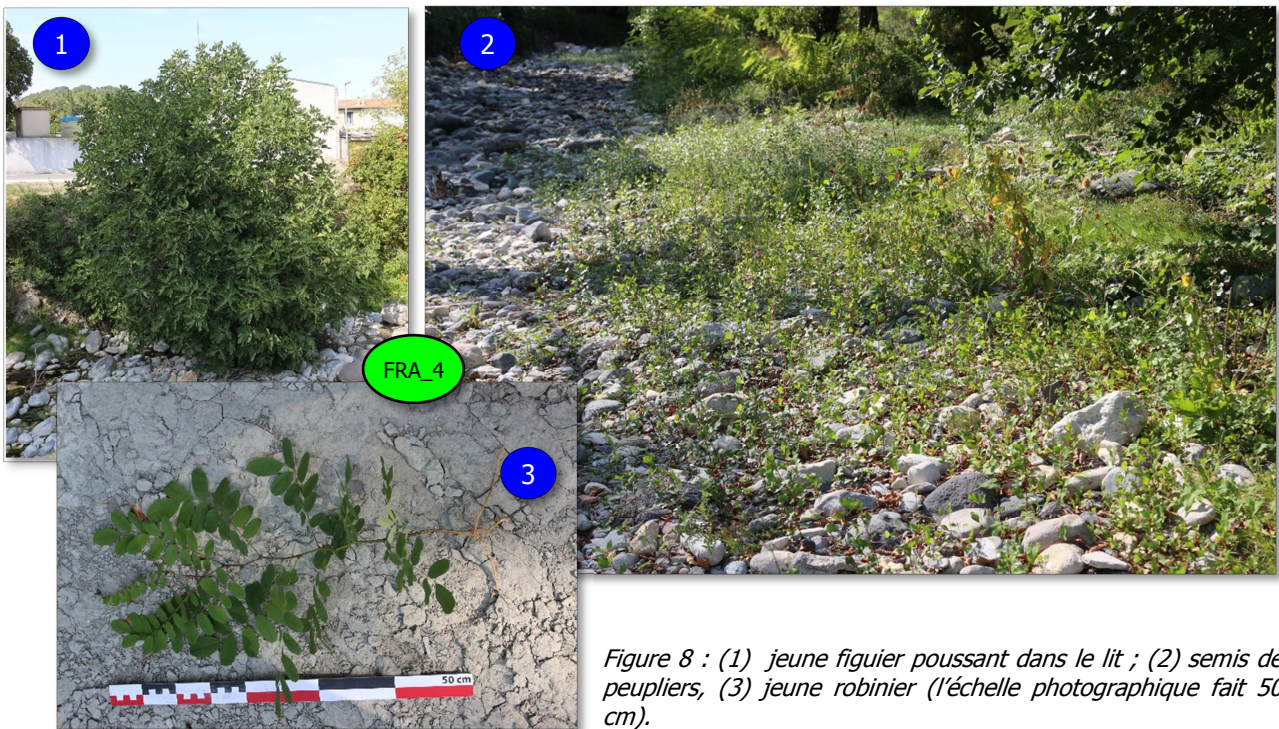 1
2
FRA_4
3
50 cm
Figure 8 : (1) jeune figuier poussant dans le lit ; (2) semis de
peupliers, (3) jeune robinier (l'échelle photographique fait 50
cm).